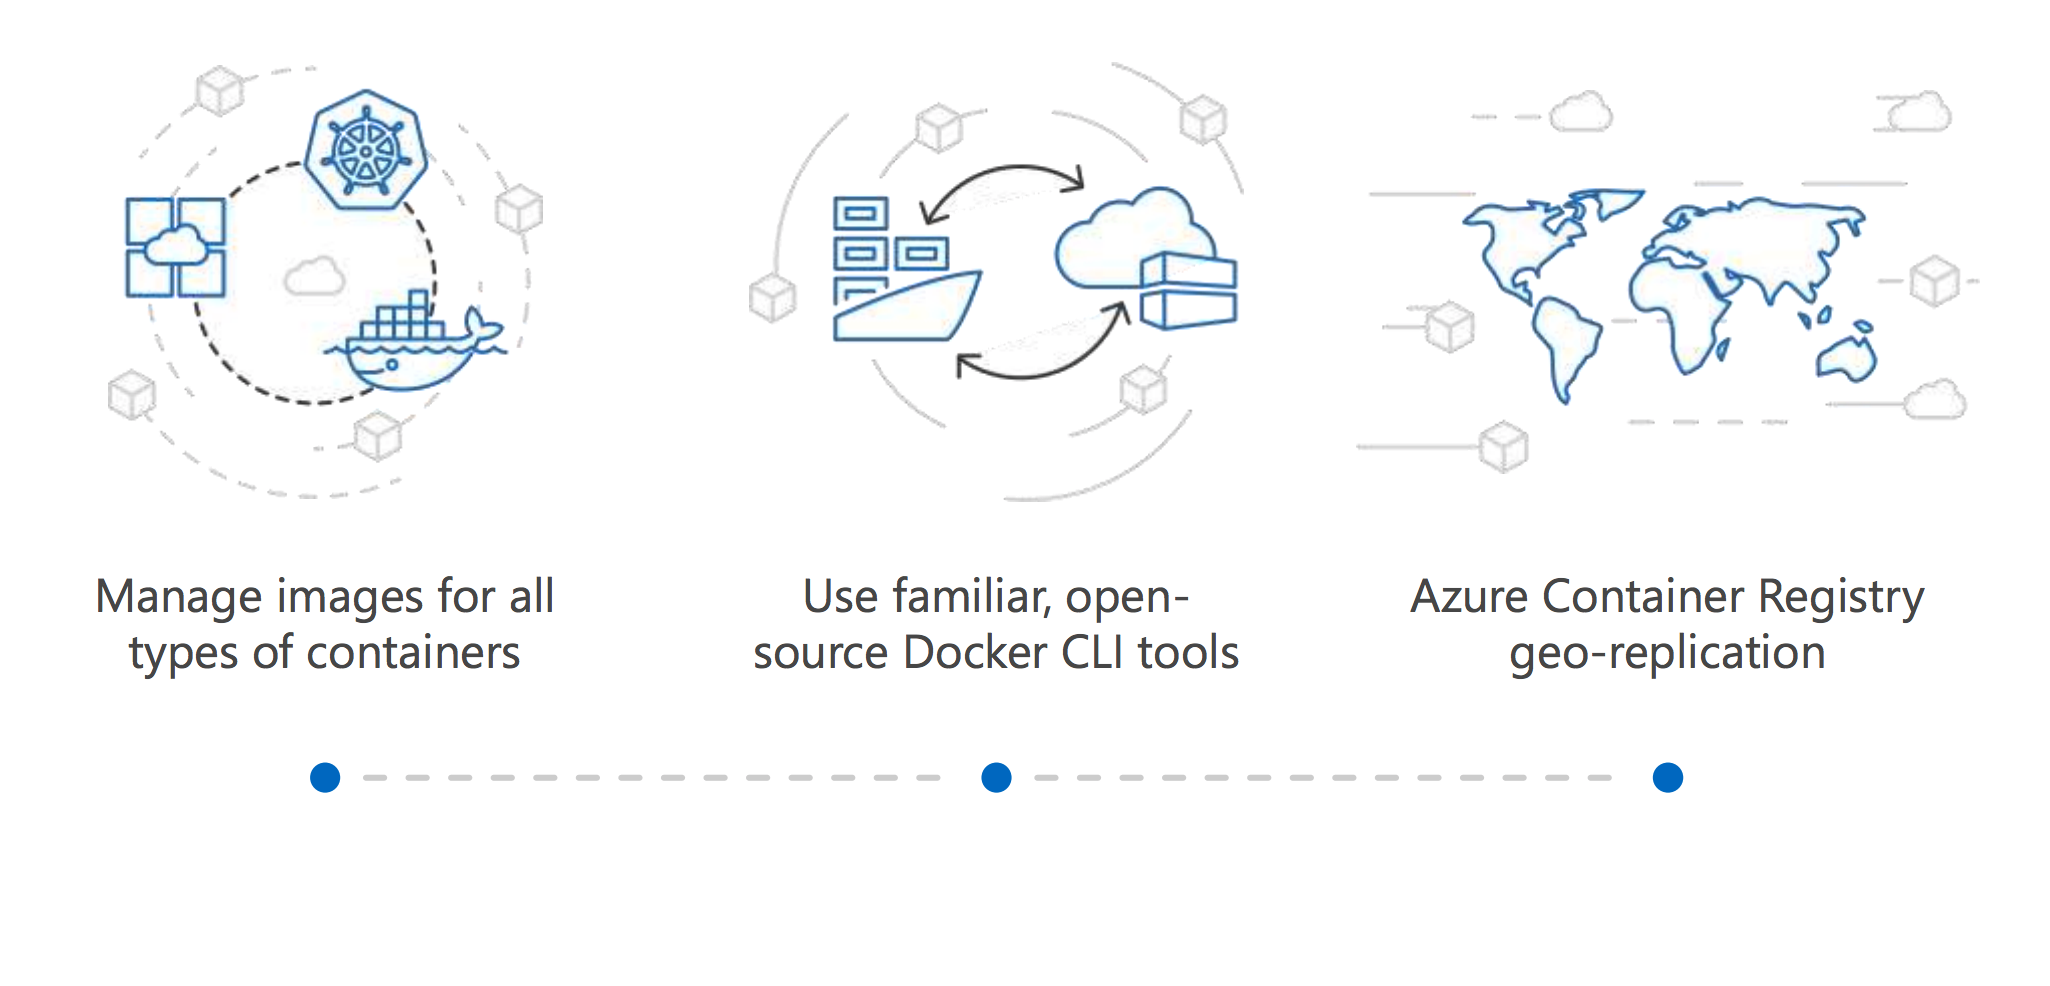 Manage images for all
types of containers
Use familiar, open-
source Docker CLI tools
Azure Container Registry
geo-replication